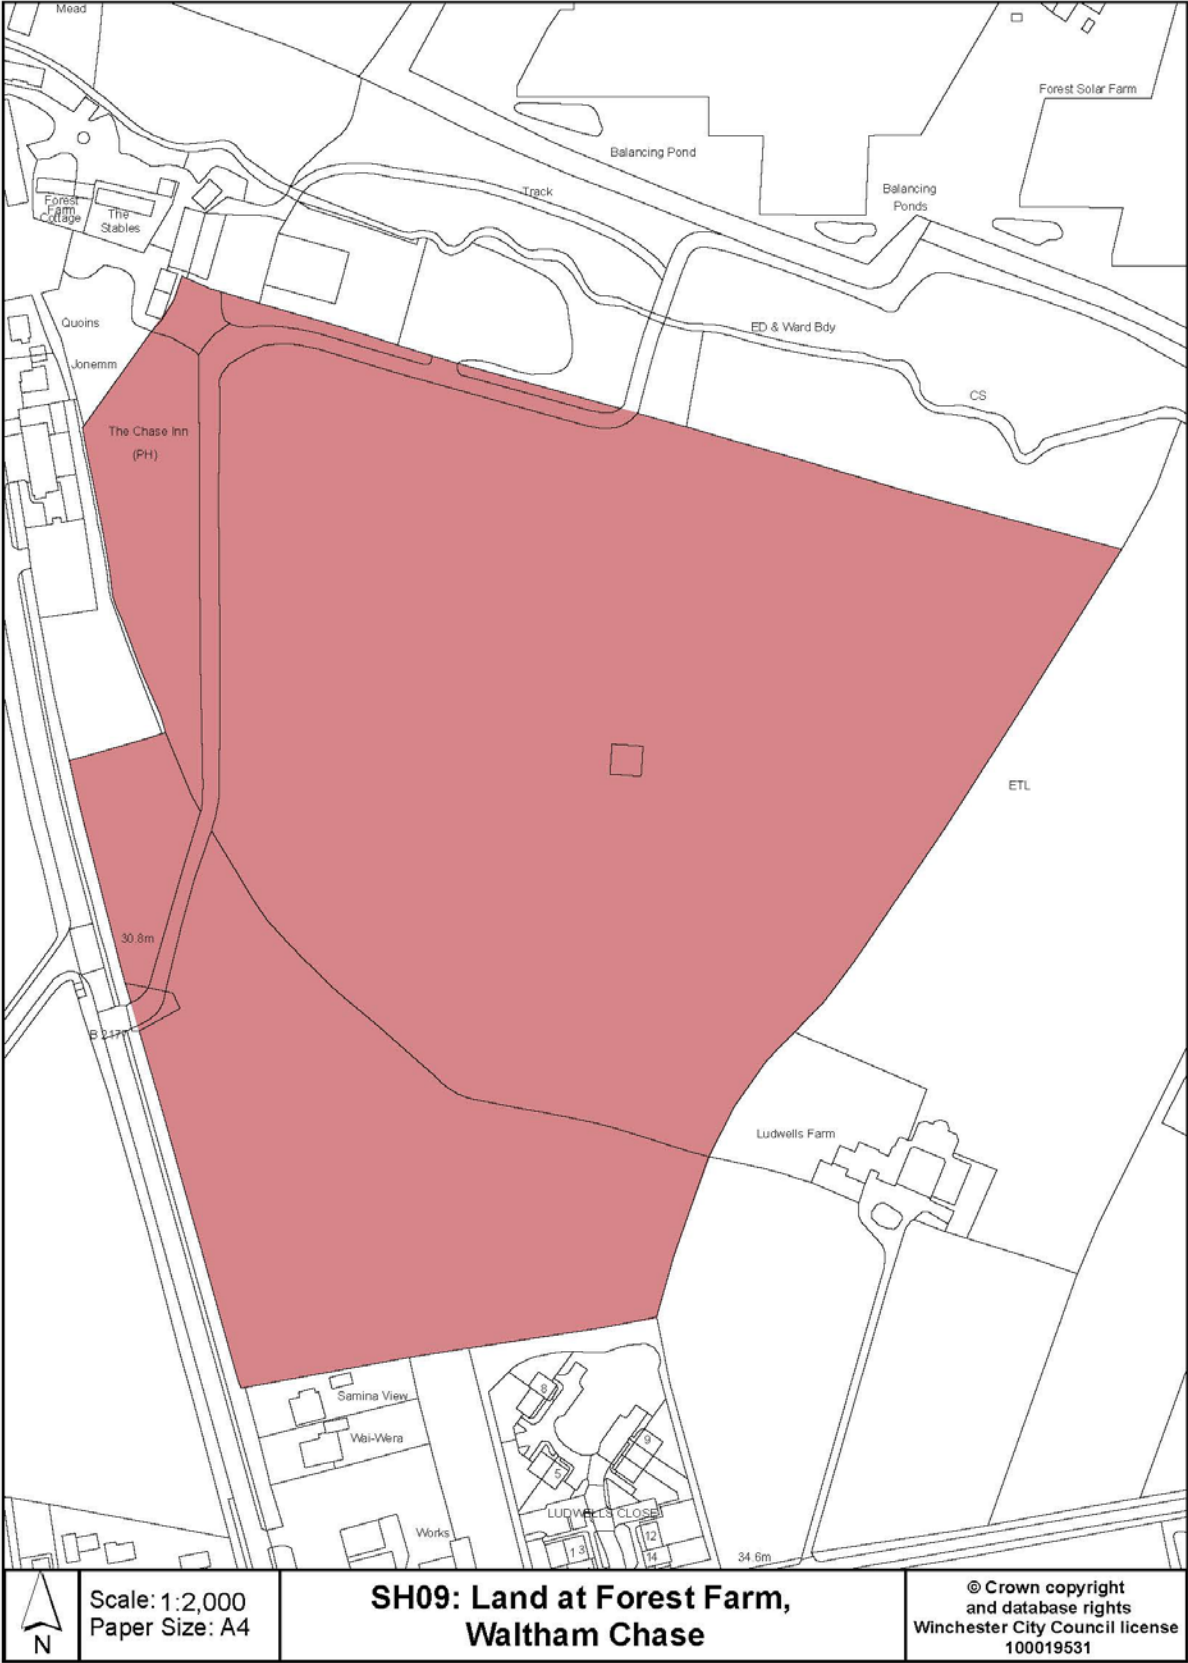 Mead
Forest Solar Farm
Balancing Pond
Track
Balancing
Ponds
Forest
Farm
Cottage
The
Stables
Quoins
ED & Ward Bdy
Jonemm
CS
The Chase Inn
(PH)
ETL
30.8m
Ludwells Farm
Samina View
8
Wai-Wera
9
5
LUDWELLS CLOSE
Works
12
1
3
14
34.6m
N
Scale: 1:2,000
Paper Size: A4
SH09: Land at Forest Farm,
Waltham Chase
© Crown copyright
and database rights
Winchester City Council license
100019531